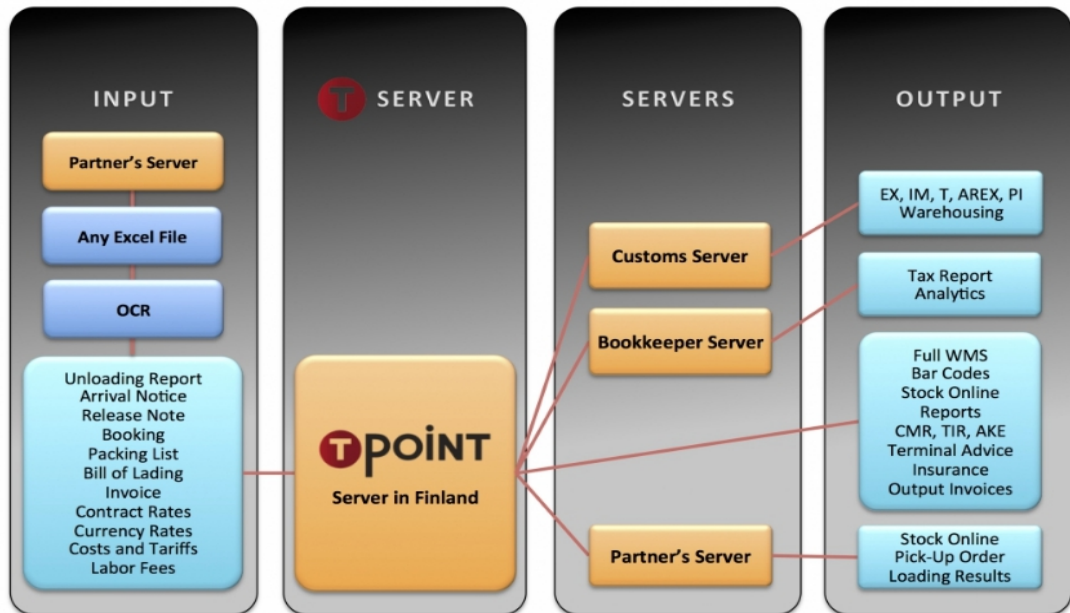 INPUT
Partner's Server
Any Excel File
OCR
Unloading Report
Arrival Notice
Release Note
Booking
Packing List
Bill of Lading
Invoice
Contract Rates
Currency Rates
Costs and Tariffs
Labor Fees
T SERVER
T POINT
Server in Finland
SERVERS
Customs Server
Bookkeeper Server
Partner's Server
OUTPUT
EX, IM, T, AREX, PI
Warehousing
Tax Report
Analytics
Full WMS
Bar Codes
Stock Online
Reports
CMR, TIR, AKE
Terminal Advice
Insurance
Output Invoices
Stock Online
Pick-Up Order
Loading Results